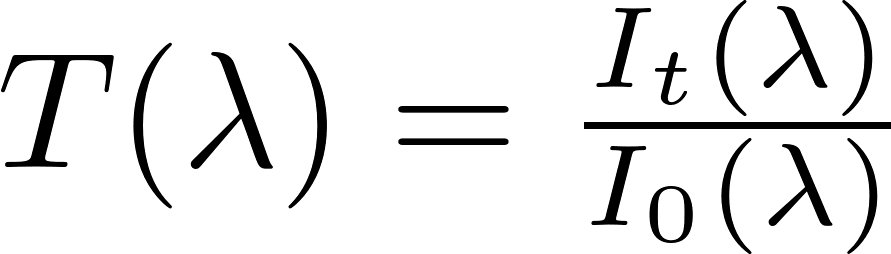 T(λ) = I_t(λ) / I_0(λ)